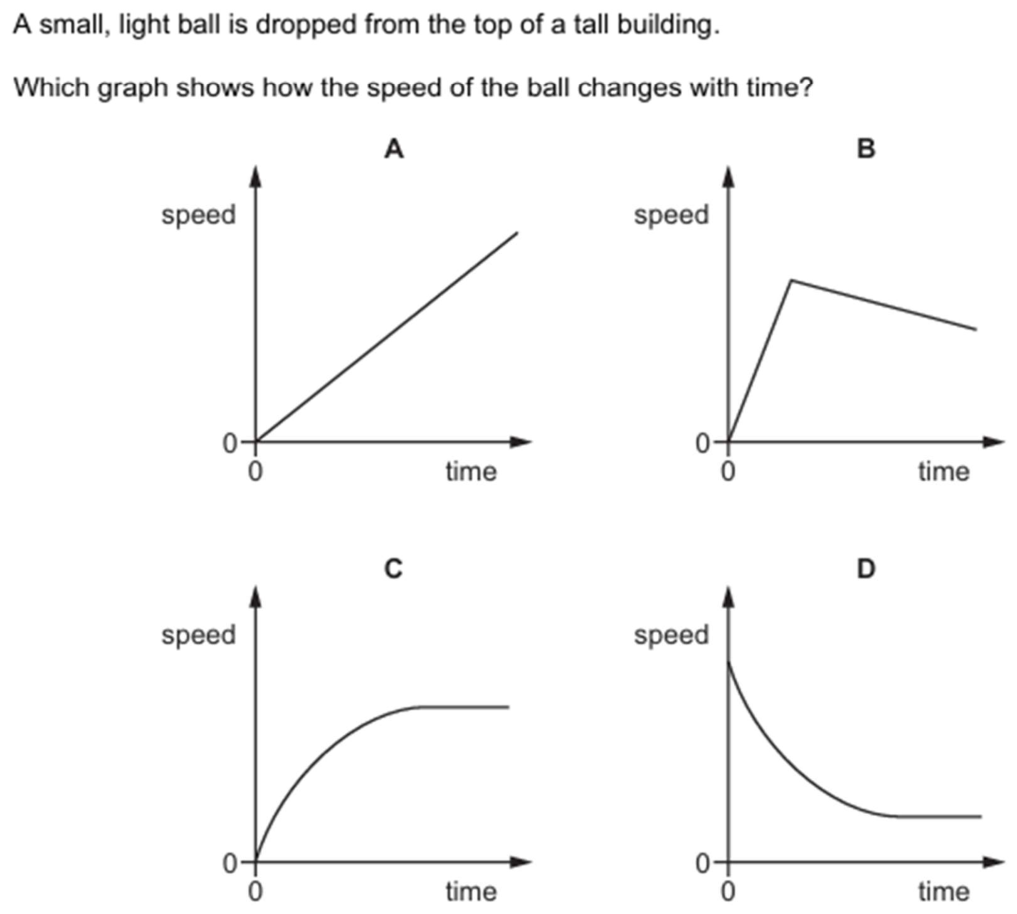 A small, light ball is dropped from the top of a tall building.
Which graph shows how the speed of the ball changes with time?
A
speed
0
0
time
B
speed
0
0
time
C
speed
0
0
time
D
speed
0
0
time